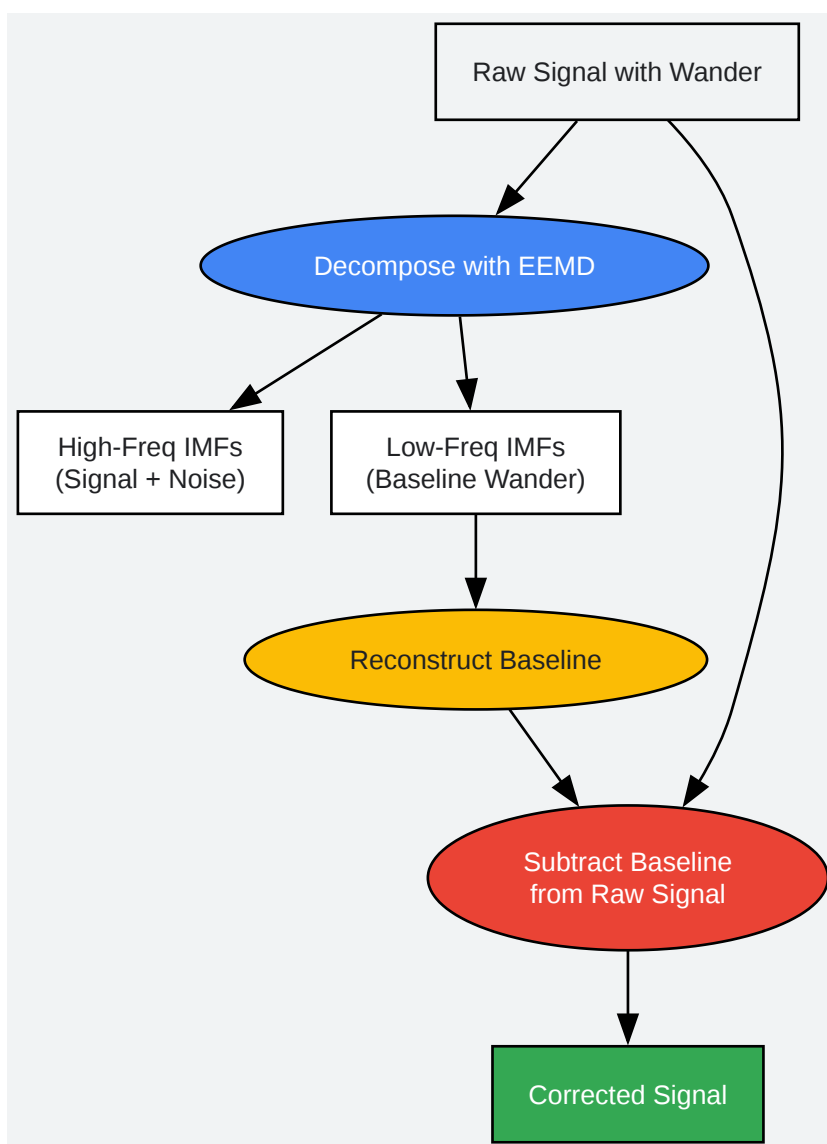 Raw Signal with Wander
Decompose with EEMD
High-Freq IMFs
(Signal + Noise)
Low-Freq IMFs
(Baseline Wander)
Reconstruct Baseline
Subtract Baseline
from Raw Signal
Corrected Signal